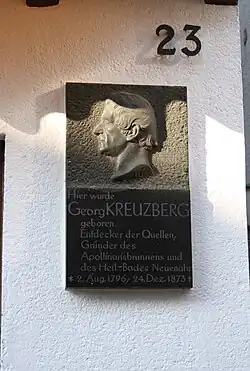 23
Hier wurde
Georg KREUZBERG
geboren.
Entdecker der Quellen,
Gründer des
Apollinarisbrunnens und
des Heil-Bades Neuenahr
* 2. Aug. 1796, † 24. Dez. 1873 *